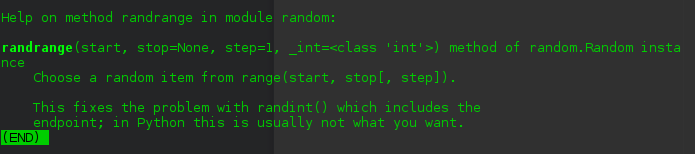 Help on method randrange in module random:
randrange(start, stop=None, step=1, _int=<class 'int'>) method of random.Random insta
nce
Choose a random item from range(start, stop[, step]).
This fixes the problem with randint() which includes the
endpoint; in Python this is usually not what you want.
(END)